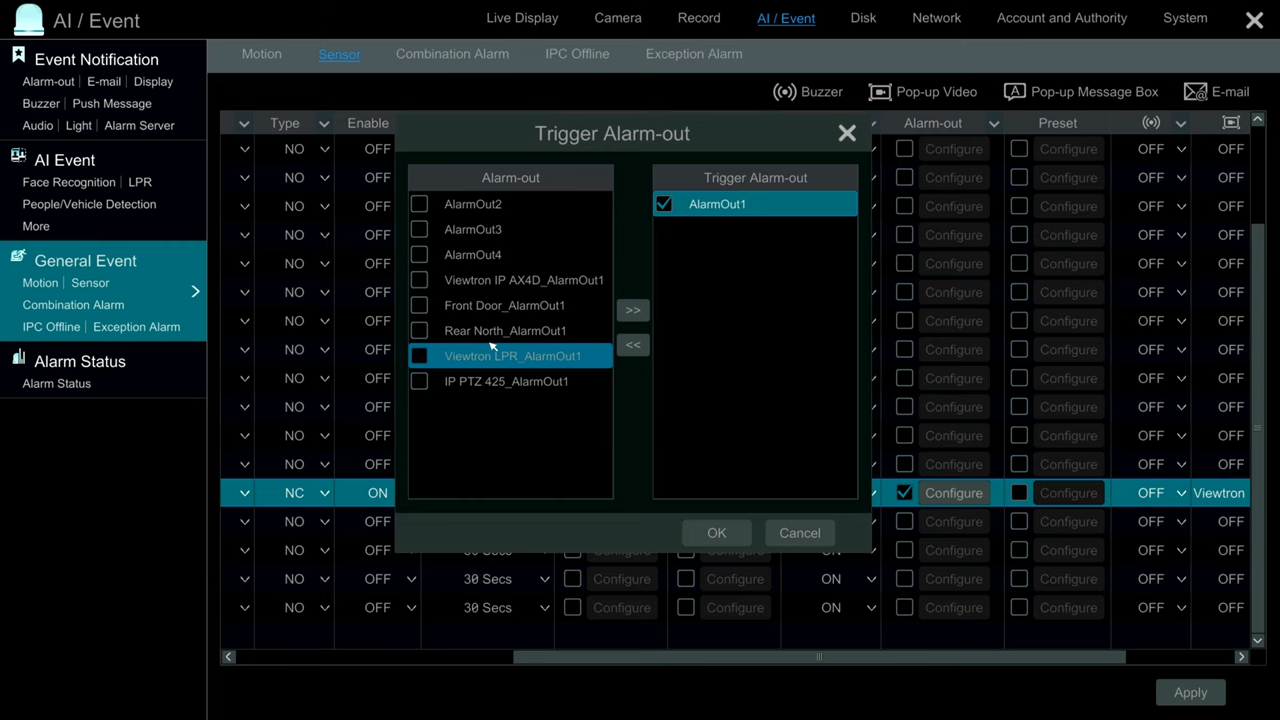 AI / Event
Live Display Camera Record AI / Event Disk Network Account and Authority System
Event Notification
Alarm-out E-mail Display
Buzzer Push Message
Audio Light Alarm Server
AI Event
Face Recognition LPR
People/Vehicle Detection
More
General Event
Motion Sensor
Combination Alarm
IPC Offline Exception Alarm
Alarm Status
Alarm Status
Motion Sensor Combination Alarm IPC Offline Exception Alarm
Buzzer Pop-up Video Pop-up Message Box E-mail
Type Enable Alarm-out Preset
NO OFF Configure Configure OFF OFF
NO OFF Configure Configure OFF OFF
NO OFF Configure Configure OFF OFF
NO OFF Configure Configure OFF OFF
NO OFF Configure Configure OFF OFF
NO OFF Configure Configure OFF OFF
NO OFF Configure Configure OFF OFF
NO OFF Configure Configure OFF OFF
NO OFF Configure Configure OFF OFF
NO OFF Configure Configure OFF OFF
NO OFF Configure Configure OFF OFF
NO OFF Configure Configure OFF OFF
NC ON Configure Configure OFF Viewtron
NO OFF Configure Configure OFF OFF
NO OFF 30 Secs Configure Configure Configure Configure OFF OFF
NO OFF 30 Secs Configure Configure ON Configure Configure OFF OFF
NO OFF 30 Secs Configure Configure ON Configure Configure OFF OFF
Trigger Alarm-out
Alarm-out
AlarmOut2
AlarmOut3
AlarmOut4
Viewtron IP AX4D_AlarmOut1
Front Door_AlarmOut1
Rear North_AlarmOut1
Viewtron LPR_AlarmOut1
IP PTZ 425_AlarmOut1
>>
<<
Trigger Alarm-out
AlarmOut1
OK Cancel
Apply